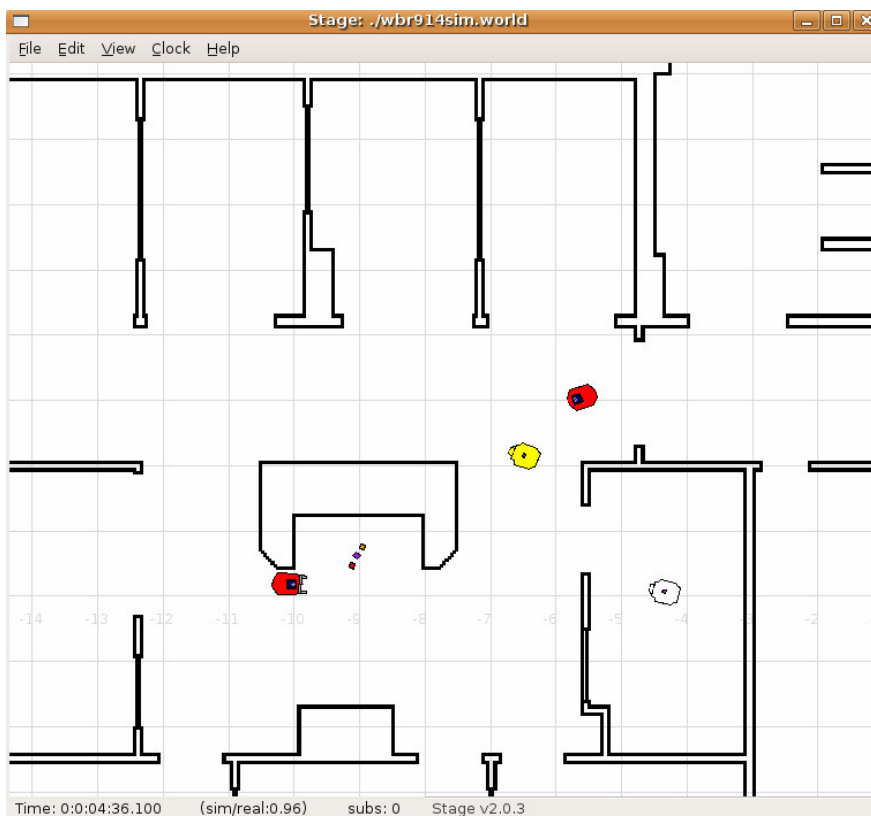 Stage: ./wbr914sim.world
File Edit View Clock Help
-14 -13 -12 -11 -10 -9 -8 -7 -6 -5 -4 -3 -2 -1
Time: 0:0:04:36.100 (sim/real:0.96) subs: 0 Stage v2.0.3